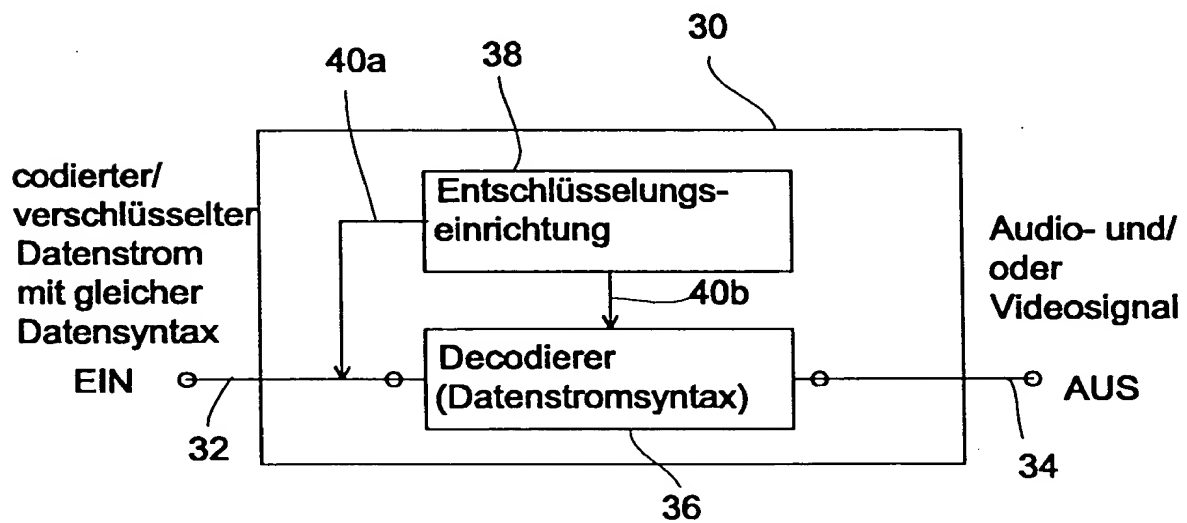 30
38
40a
codierter/
verschlüsselter
Datenstrom
mit gleicher
Datensyntax
EIN
32
Entschlüsselungs-
einrichtung
40b
Decodierer
(Datenstromsyntax)
36
Audio- und/
oder
Videosignal
AUS
34